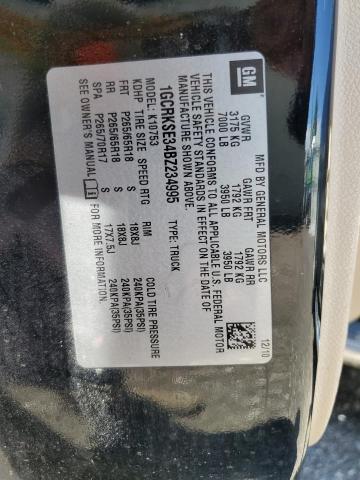 GM
MFD BY GENERAL MOTORS LLC 12/10
GVWR GAWR FRT GAWR RR
3175 KG 1792 KG 1792 KG
7000 LB 3950 LB 3950 LB
THIS VEHICLE CONFORMS TO ALL APPLICABLE U.S. FEDERAL MOTOR
VEHICLE SAFETY STANDARDS IN EFFECT ON THE DATE OF
MANUFACTURE SHOWN ABOVE.
1GCRKSE34BZ234995 TYPE: TRUCK
K10753
KDHP TIRE SIZE SPEED RTG RIM COLD TIRE PRESSURE
FRT P265/65R18 S 18X8J 240KPA(35PSI)
RR P265/65R18 S 18X8J 240KPA(35PSI)
SPA P265/70R17 S 17X7.5J 240KPA(35PSI)
SEE OWNER MANUAL FOR MORE INFORMATION.